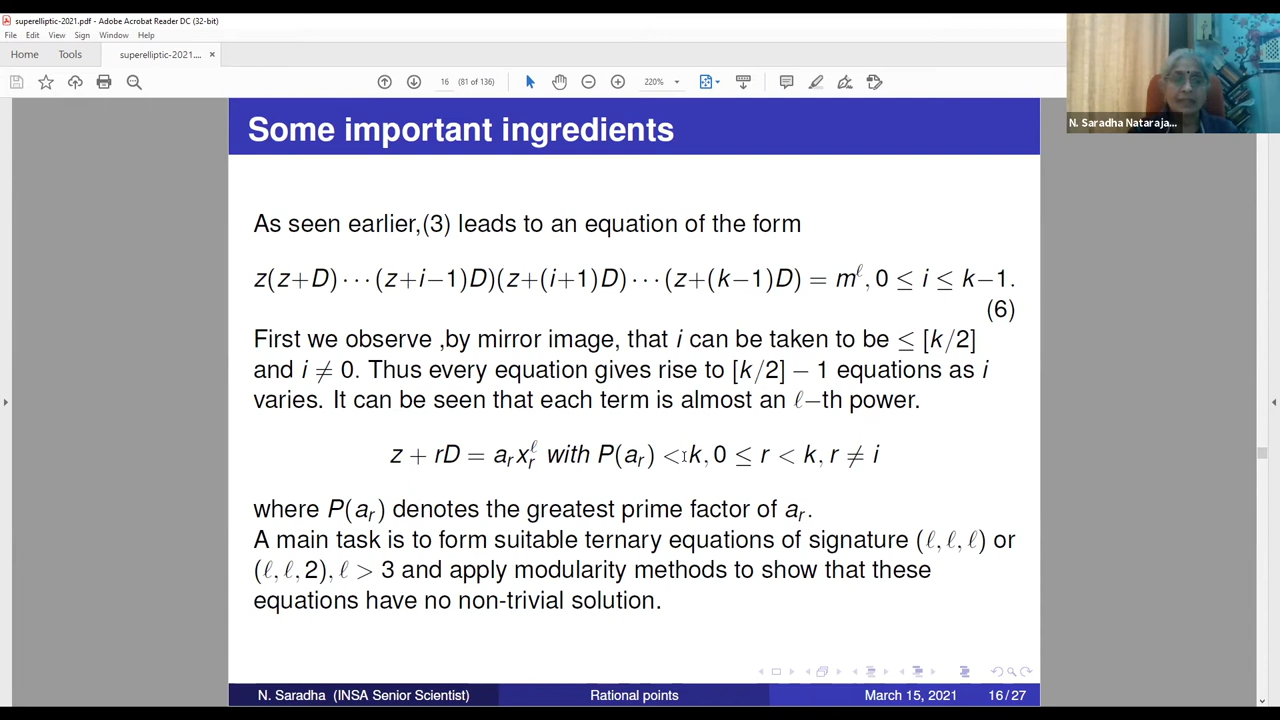 superelliptic-2021.pdf - Adobe Acrobat Reader DC (32-bit)
File Edit View Sign Window Help
Home Tools superelliptic-2021.... ×
16 (81 of 136) 220%
N. Saradha Nataraja...
Some important ingredients
As seen earlier,(3) leads to an equation of the form
z(z+D)⋯(z+i−1)D)(z+(i+1)D)⋯(z+(k−1)D) = m^ℓ, 0 ≤ i ≤ k−1.
(6)
First we observe ,by mirror image, that i can be taken to be ≤ [k/2]
and i ≠ 0. Thus every equation gives rise to [k/2] − 1 equations as i
varies. It can be seen that each term is almost an ℓ−th power.
z + rD = a_r x_r^ℓ with P(a_r) < k, 0 ≤ r < k, r ≠ i
where P(a_r) denotes the greatest prime factor of a_r.
A main task is to form suitable ternary equations of signature (ℓ, ℓ, ℓ) or
(ℓ, ℓ, 2), ℓ > 3 and apply modularity methods to show that these
equations have no non-trivial solution.
N. Saradha (INSA Senior Scientist) Rational points March 15, 2021 16/27